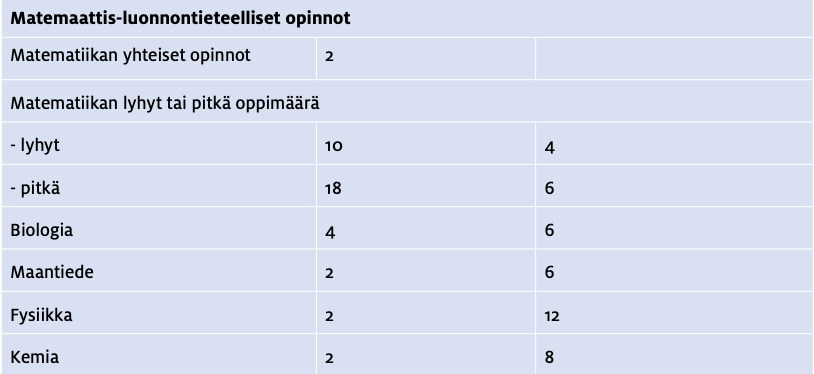 Matemaattis-luonnontieteelliset opinnot
Matematiikan yhteiset opinnot 2
Matematiikan lyhyt tai pitkä oppimäärä
- lyhyt 10 4
- pitkä 18 6
Biologia 4 6
Maantiede 2 6
Fysiikka 2 12
Kemia 2 8